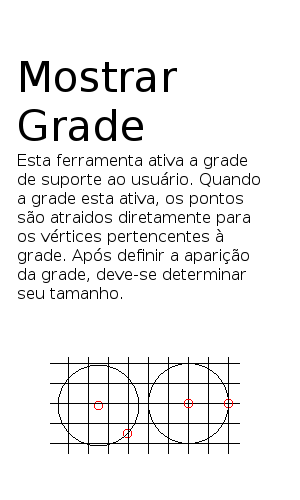 Mostrar
Grade
Esta ferramenta ativa a grade
de suporte ao usuário. Quando
a grade esta ativa, os pontos
são atraidos diretamente para
os vértices pertencentes à
grade. Após definir a aparição
da grade, deve-se determinar
seu tamanho.